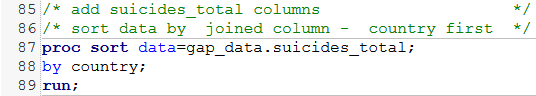 85 /* add suicides_total columns */
86 /* sort data by  joined column -  country first  */
87 proc sort data=gap_data.suicides_total;
88 by country;
89 run;